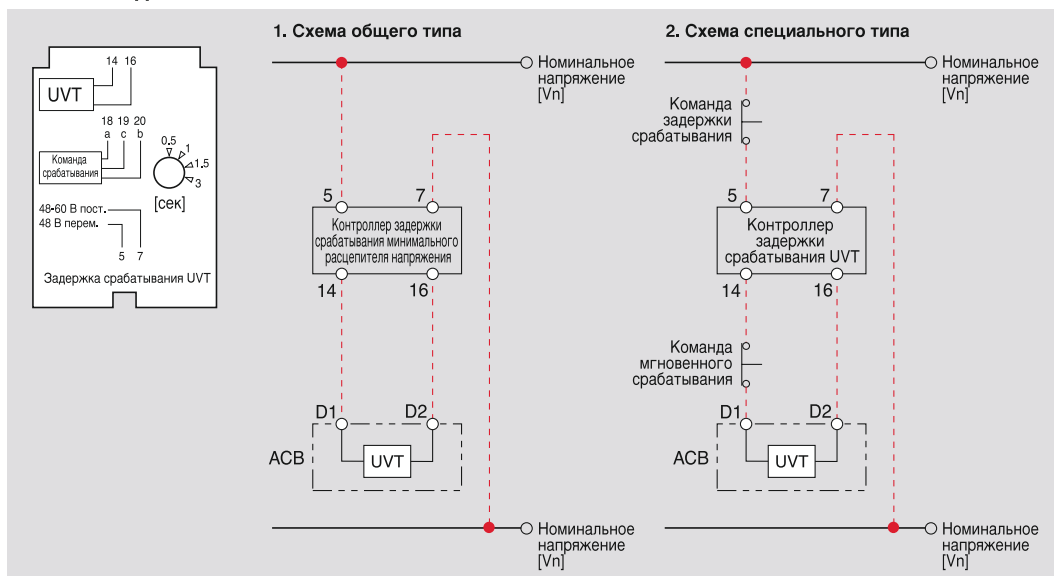 1. Схема общего типа
2. Схема специального типа
14 16
UVT
18 19 20
a c b
Команда
срабатывания
0.5
1
1.5
3
[сек]
48-60 В пост.
48 В перем.
5 7
Задержка срабатывания UVT
Номинальное
напряжение
[Vn]
5 7
Контроллер задержки
срабатывания минимального
расцепителя напряжения
14 16
D1 D2
ACB
UVT
Номинальное
напряжение
[Vn]
Номинальное
напряжение
[Vn]
Команда
задержки
срабатывания
5 7
Контроллер
задержки
срабатывания UVT
14 16
Команда
мгновенного
срабатывания
D1 D2
ACB
UVT
Номинальное
напряжение
[Vn]